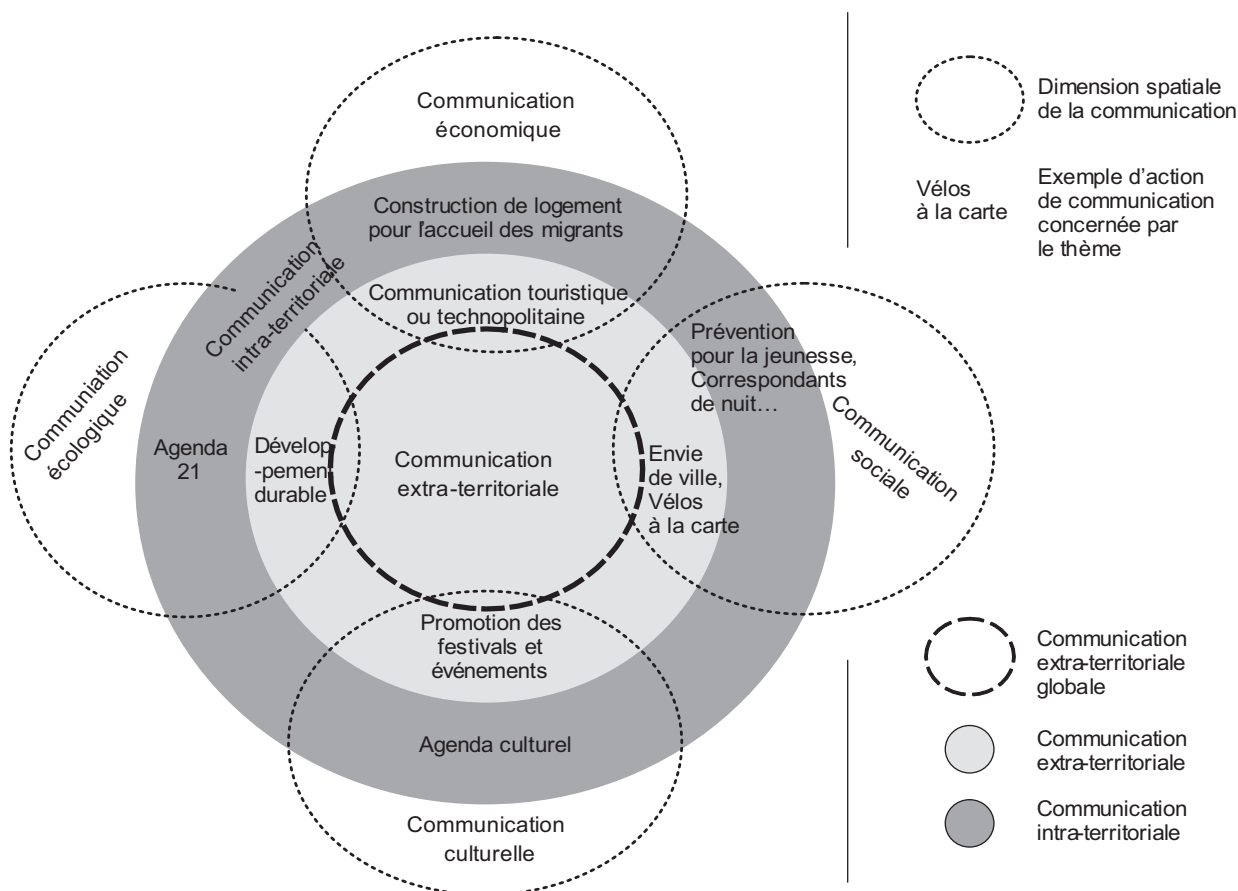 Communication
économique
Construction de logement
pour l'accueil des migrants
Communication
intra-territoriale
Communication touristique
ou technopolitaine
Prévention
pour la jeunesse,
Correspondants
de nuit…
Communiation
écologique
Agenda
21
Dévelop
-pemen
durable
Communication
extra-territoriale
Envie
de ville,
Vélos
à la carte
Communication
sociale
Promotion des
festivals et
événements
Agenda culturel
Communication
culturelle
Dimension spatiale
de la communication
Vélos
à la carte
Exemple d'action
de communication
concernée par
le thème
Communication
extra-territoriale
globale
Communication
extra-territoriale
Communication
intra-territoriale